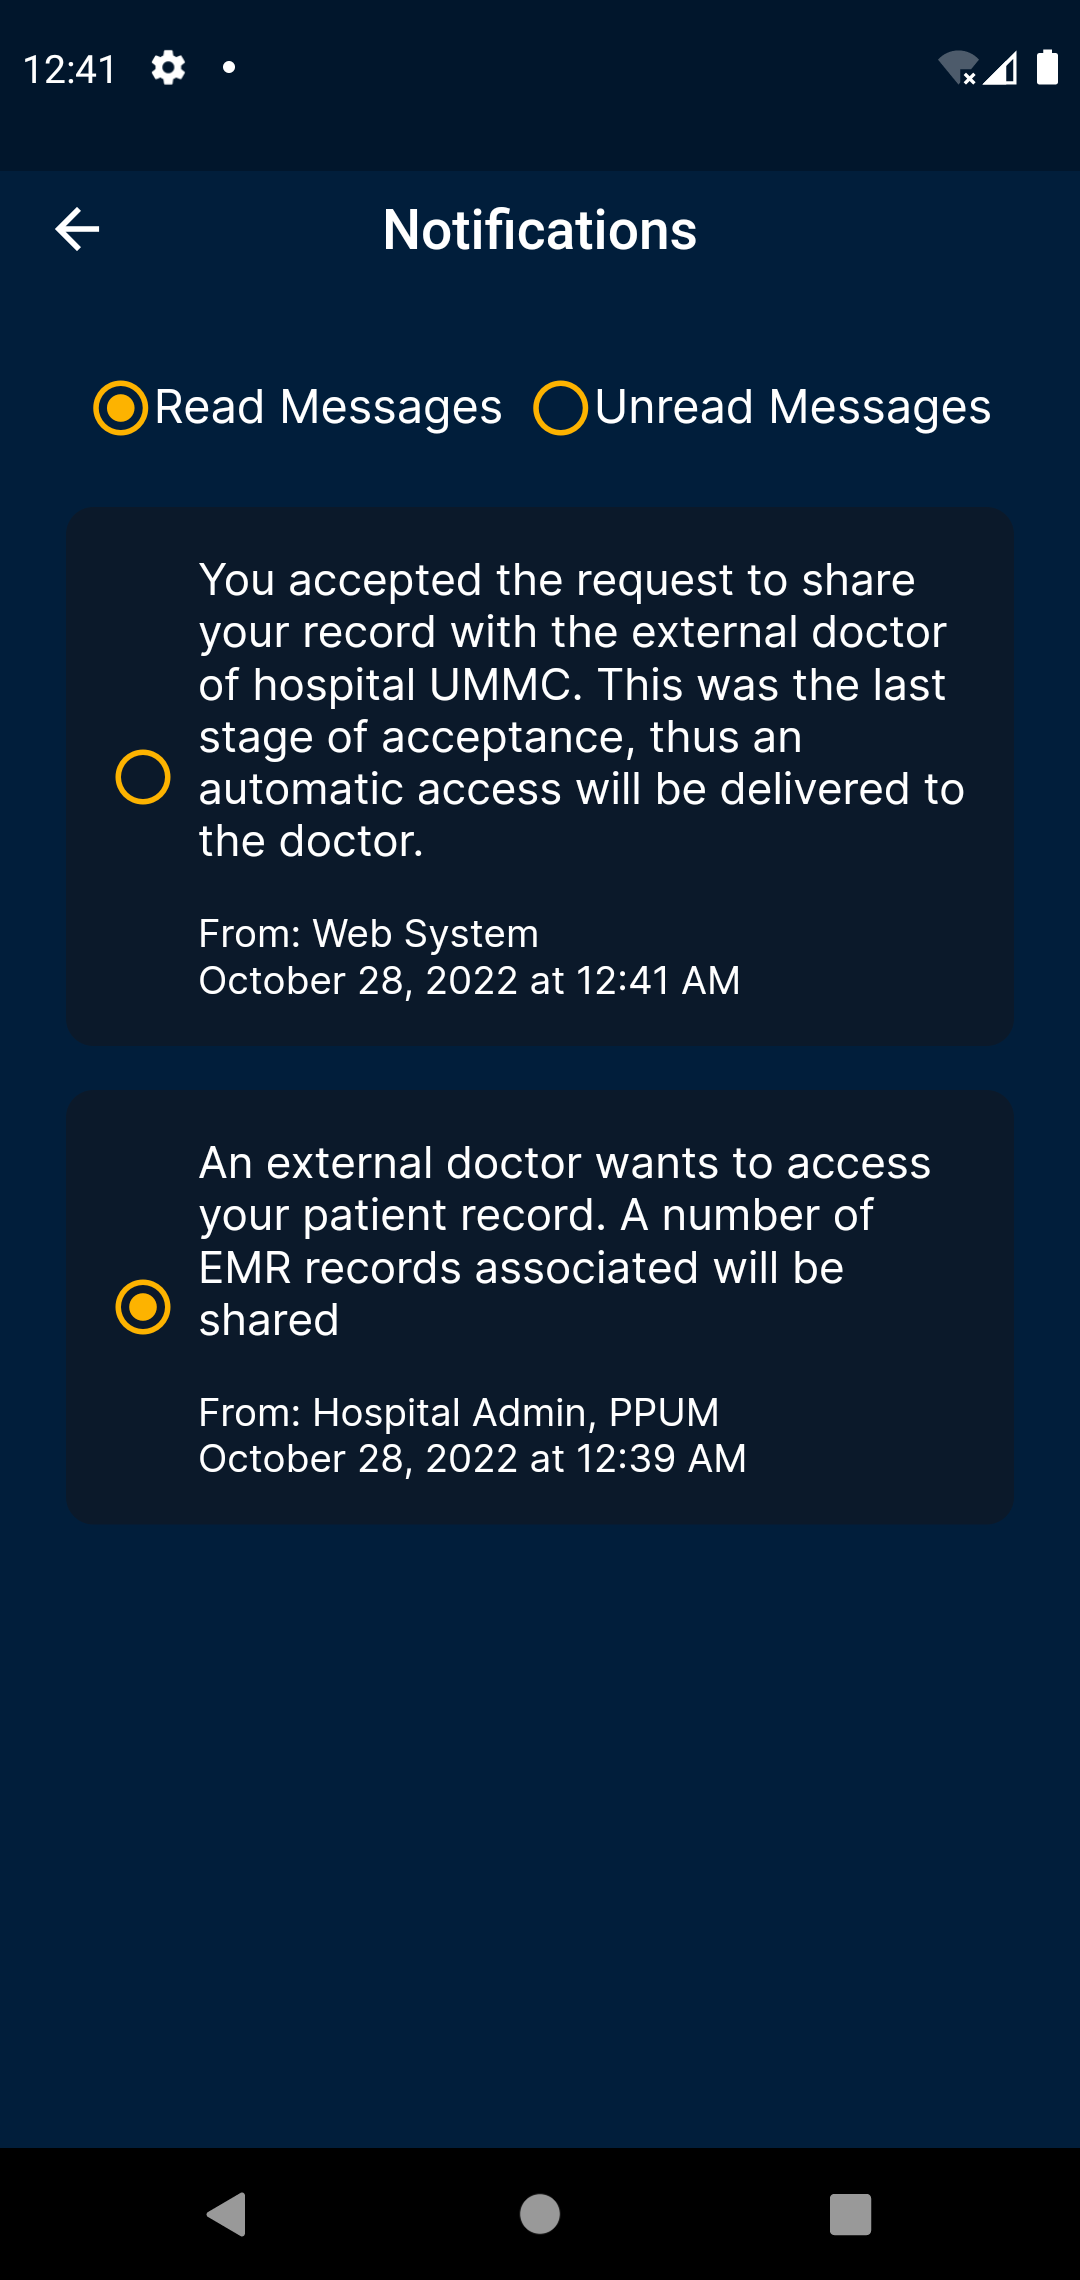 12:41
Notifications
Read Messages Unread Messages
You accepted the request to share
your record with the external doctor
of hospital UMMC. This was the last
stage of acceptance, thus an
automatic access will be delivered to
the doctor.
From: Web System
October 28, 2022 at 12:41 AM
An external doctor wants to access
your patient record. A number of
EMR records associated will be
shared
From: Hospital Admin, PPUM
October 28, 2022 at 12:39 AM